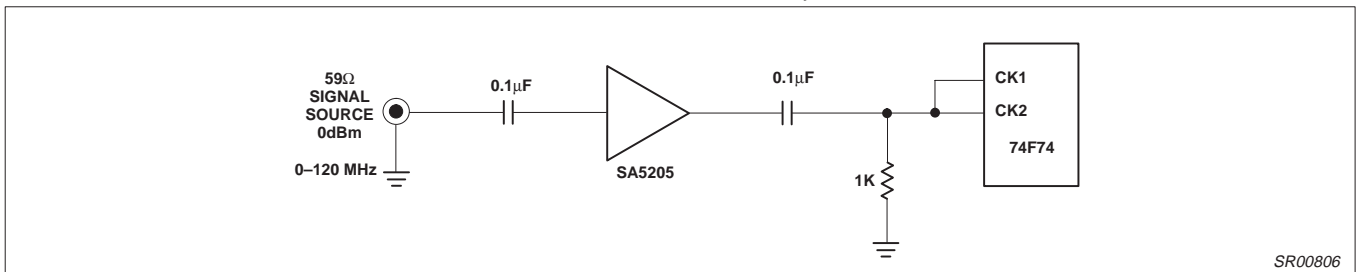 59Ω
SIGNAL
SOURCE
0dBm
0–120 MHz
0.1µF
SA5205
0.1µF
1K
CK1
CK2
74F74
SR00806